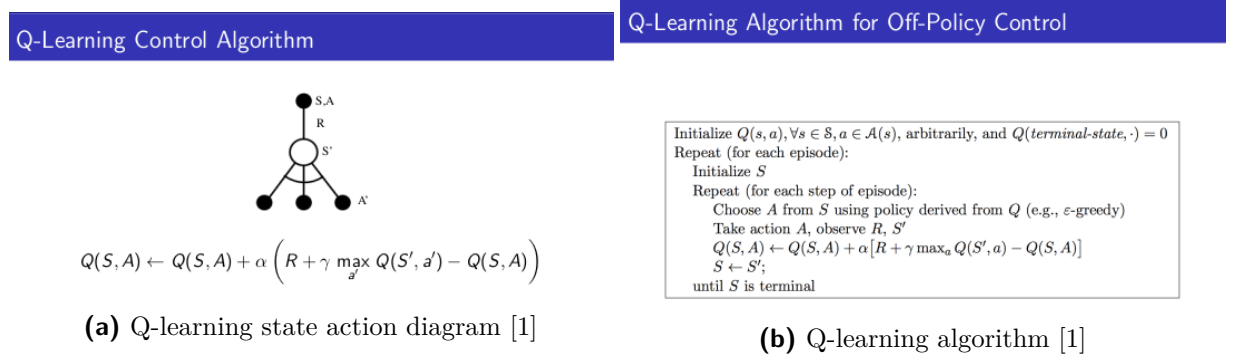 Q-Learning Control Algorithm
S,A
R
S'
A'
Q(S, A) ← Q(S, A) + α ( R + γ max_{a'} Q(S', a') − Q(S, A) )
(a) Q-learning state action diagram [1]
Q-Learning Algorithm for Off-Policy Control
Initialize Q(s, a), ∀s ∈ 𝒮, a ∈ 𝒜(s), arbitrarily, and Q(terminal-state, ·) = 0
Repeat (for each episode):
Initialize S
Repeat (for each step of episode):
Choose A from S using policy derived from Q (e.g., ε-greedy)
Take action A, observe R, S′
Q(S, A) ← Q(S, A) + α[R + γ max_a Q(S′, a) − Q(S, A)]
S ← S′;
until S is terminal
(b) Q-learning algorithm [1]